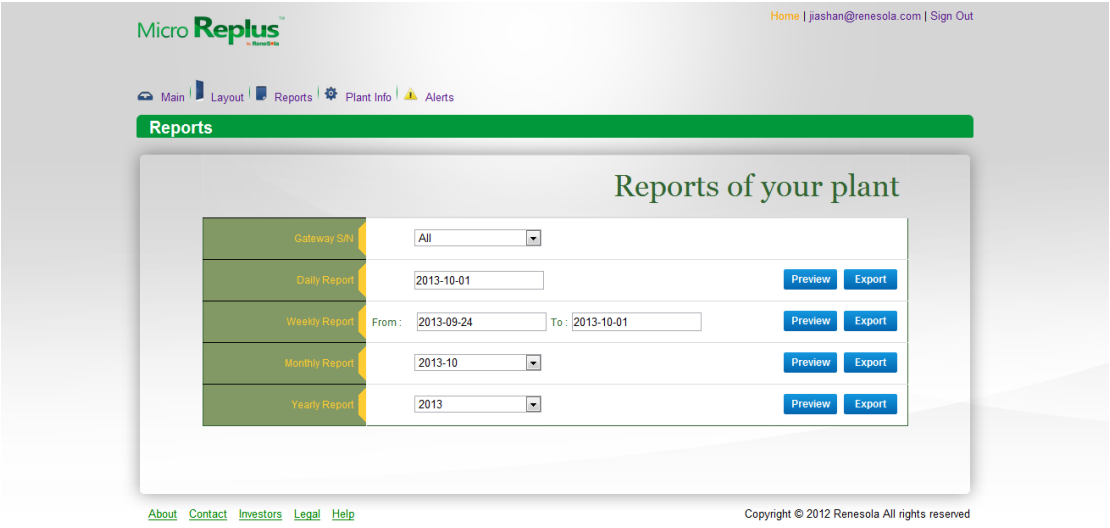 Home | jiashan@renesola.com | Sign Out
Micro Replus™
by ReneSola
Main | Layout | Reports | Plant Info | Alerts
Reports
Reports of your plant
Gateway S/N All
Daily Report 2013-10-01 Preview Export
Weekly Report From : 2013-09-24 To : 2013-10-01 Preview Export
Monthly Report 2013-10 Preview Export
Yearly Report 2013 Preview Export
About Contact Investors Legal Help Copyright © 2012 Renesola All rights reserved